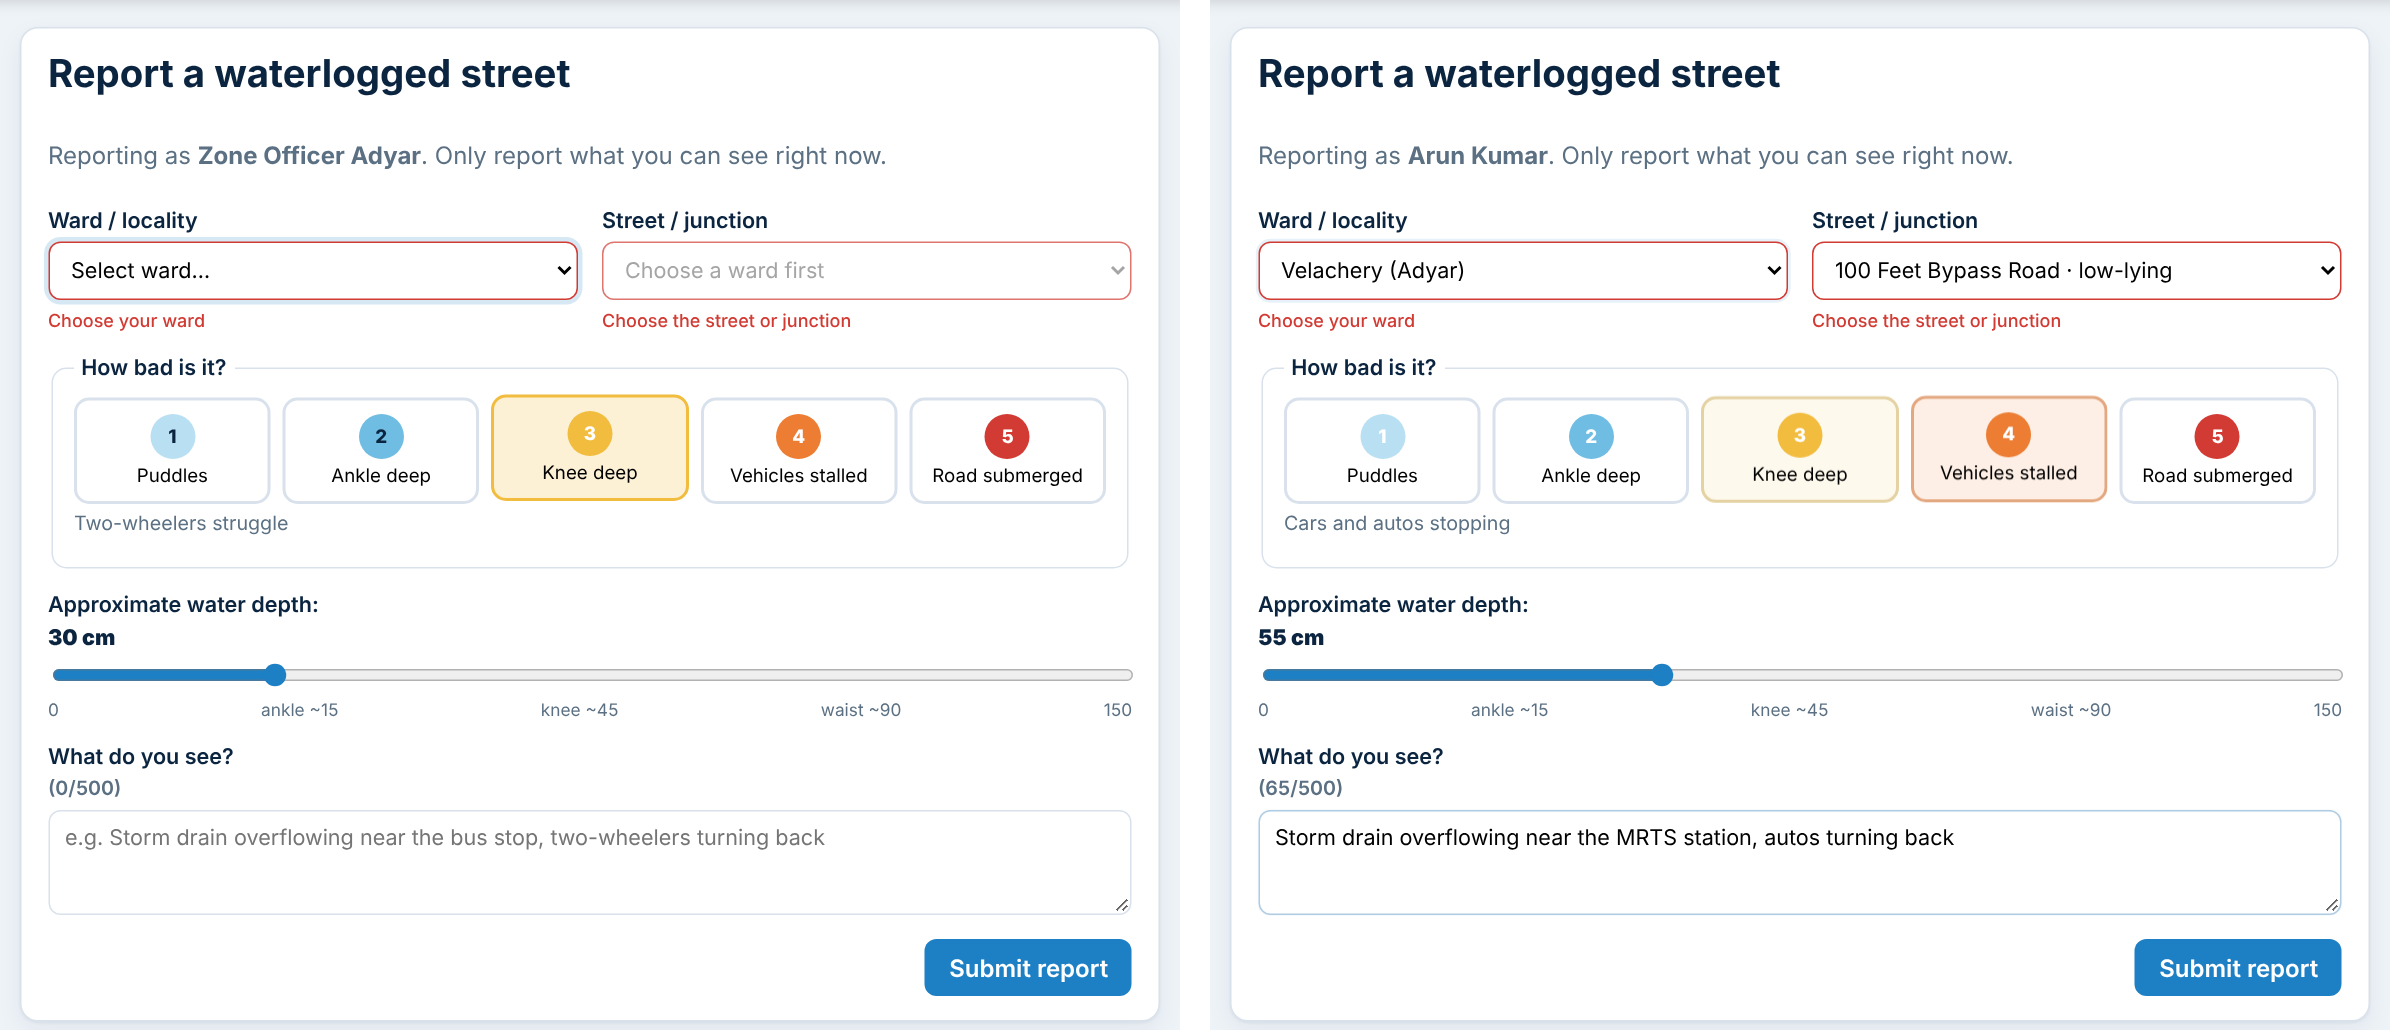 Report a waterlogged street
Reporting as Zone Officer Adyar. Only report what you can see right now.
Ward / locality
Street / junction
Select ward...
Choose a ward first
Choose your ward
Choose the street or junction
How bad is it?
1
2
3
4
5
Puddles
Ankle deep
Knee deep
Vehicles stalled
Road submerged
Two-wheelers struggle
Approximate water depth:
30 cm
0
ankle ~15
knee ~45
waist ~90
150
What do you see?
(0/500)
e.g. Storm drain overflowing near the bus stop, two-wheelers turning back
Submit report
Report a waterlogged street
Reporting as Arun Kumar. Only report what you can see right now.
Ward / locality
Street / junction
Velachery (Adyar)
100 Feet Bypass Road · low-lying
Choose your ward
Choose the street or junction
How bad is it?
1
2
3
4
5
Puddles
Ankle deep
Knee deep
Vehicles stalled
Road submerged
Cars and autos stopping
Approximate water depth:
55 cm
0
ankle ~15
knee ~45
waist ~90
150
What do you see?
(65/500)
Storm drain overflowing near the MRTS station, autos turning back
Submit report